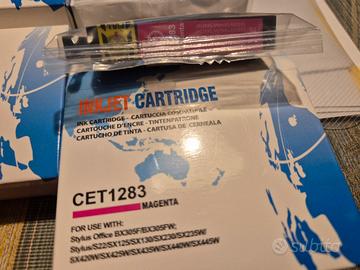 INKJET-CARTRIDGE
INK CARTRIDGE - CARTUCCIA COMPATIBILE -
CARTOUCHE D'ENCRE - TINTENPATRONE
CARTUCHO DE TINTA - CARTUSA DE CERNEALA
CET1283
MAGENTA
FOR USE WITH:
Stylus Office BX305F/BX305FW;
Stylus/S22/SX125/SX130/SX230/SX235W/
SX420W/SX425W/SX435W/SX440W/SX445W
subito